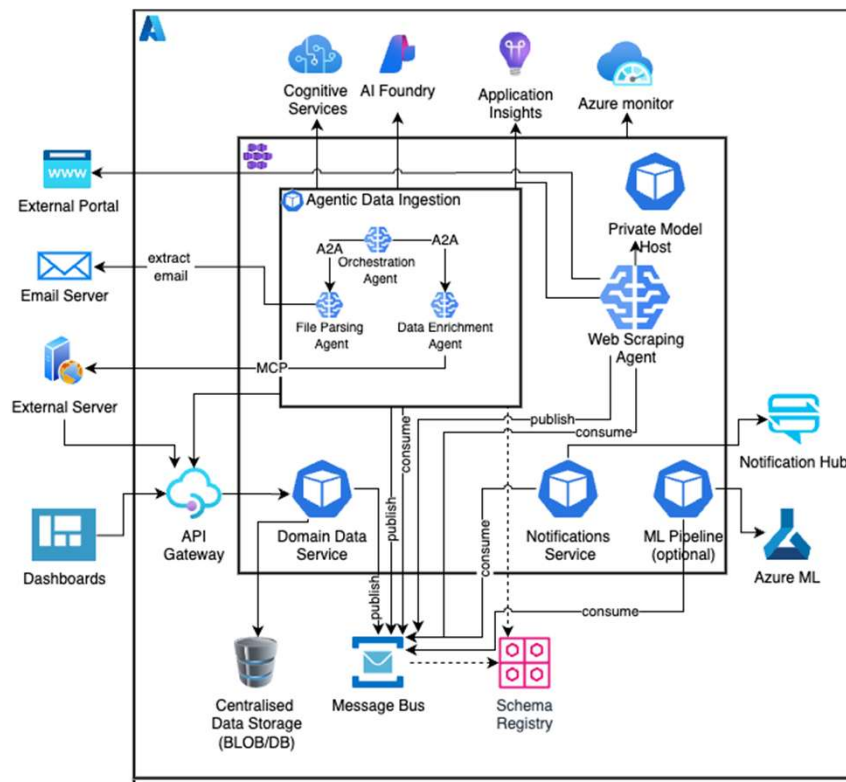 Cognitive
Services
AI Foundry
Application
Insights
Azure monitor
WWW
External Portal
Agentic Data Ingestion
Private Model
Host
A2A
A2A
Orchestration
Agent
extract
email
Email Server
File Parsing
Agent
Data Enrichment
Agent
Web Scraping
Agent
MCP
External Server
publish
consume
consume
Notification Hub
API
Gateway
Domain Data
Service
publish
Notifications
Service
ML Pipeline
(optional)
Dashboards
Azure ML
publish
consume
consume
Centralised
Data Storage
(BLOB/DB)
Message Bus
Schema
Registry